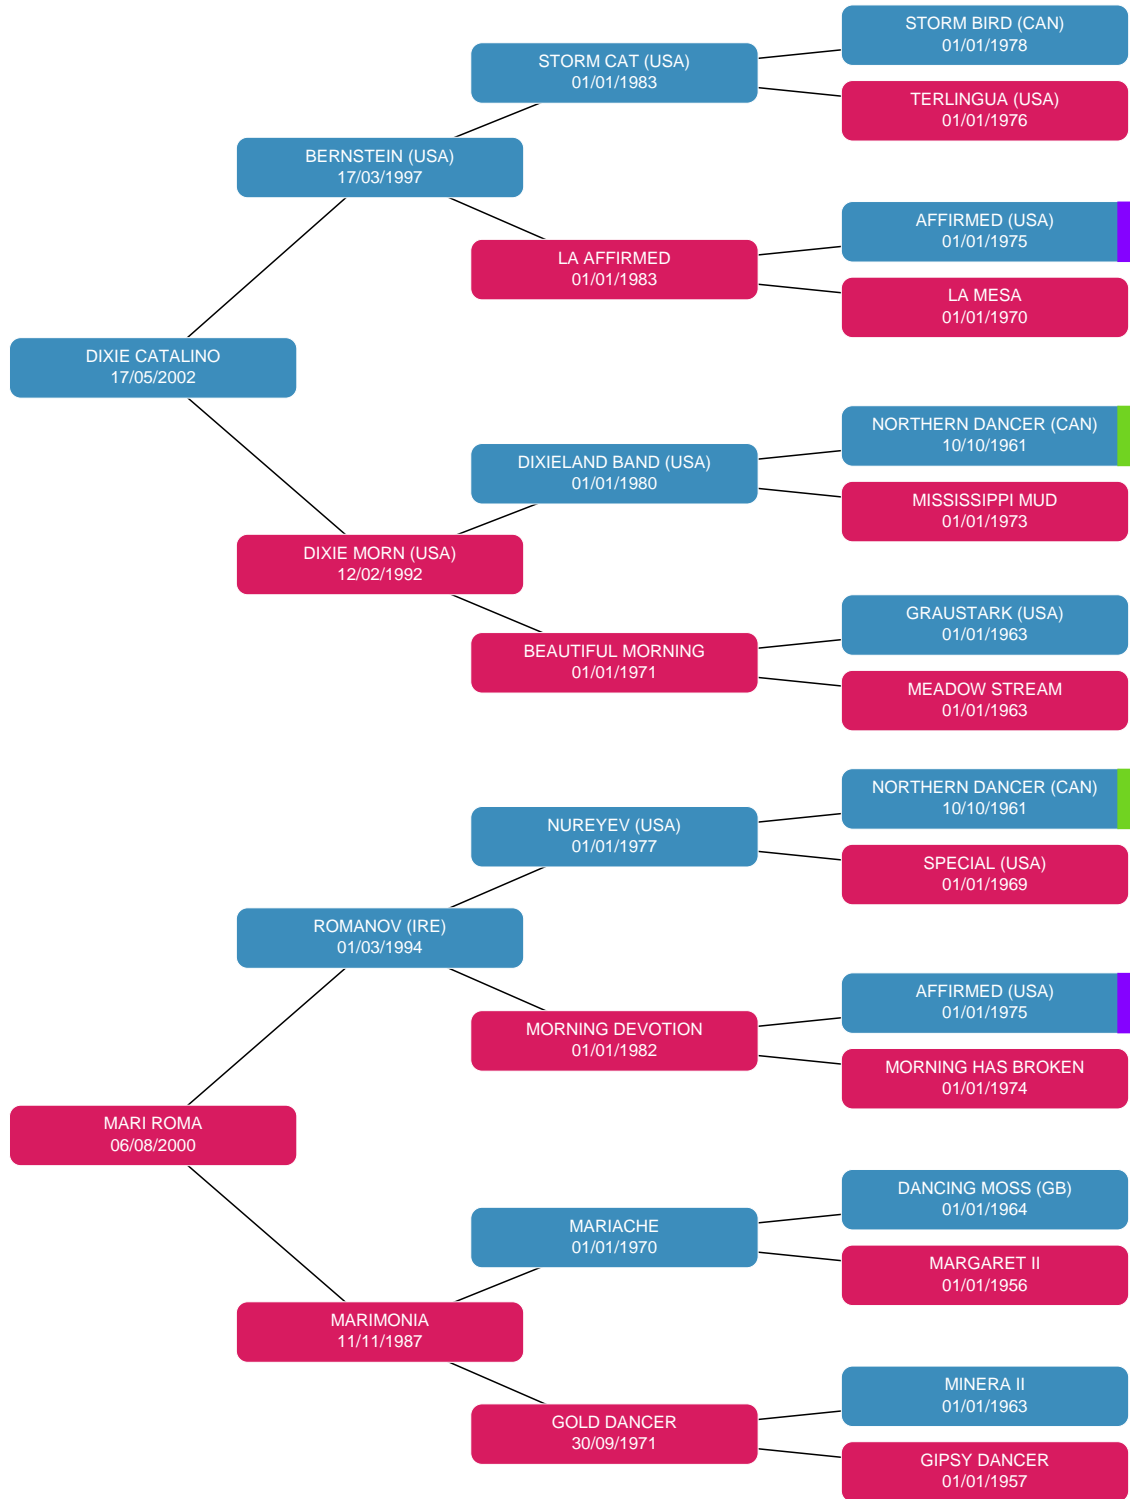 STORM BIRD (CAN)
01/01/1978
STORM CAT (USA)
01/01/1983
TERLINGUA (USA)
01/01/1976
BERNSTEIN (USA)
17/03/1997
AFFIRMED (USA)
01/01/1975
LA AFFIRMED
01/01/1983
LA MESA
01/01/1970
DIXIE CATALINO
17/05/2002
NORTHERN DANCER (CAN)
10/10/1961
DIXIELAND BAND (USA)
01/01/1980
MISSISSIPPI MUD
01/01/1973
DIXIE MORN (USA)
12/02/1992
GRAUSTARK (USA)
01/01/1963
BEAUTIFUL MORNING
01/01/1971
MEADOW STREAM
01/01/1963
NORTHERN DANCER (CAN)
10/10/1961
NUREYEV (USA)
01/01/1977
SPECIAL (USA)
01/01/1969
ROMANOV (IRE)
01/03/1994
AFFIRMED (USA)
01/01/1975
MORNING DEVOTION
01/01/1982
MORNING HAS BROKEN
01/01/1974
MARI ROMA
06/08/2000
DANCING MOSS (GB)
01/01/1964
MARIACHE
01/01/1970
MARGARET II
01/01/1956
MARIMONIA
11/11/1987
MINERA II
01/01/1963
GOLD DANCER
30/09/1971
GIPSY DANCER
01/01/1957